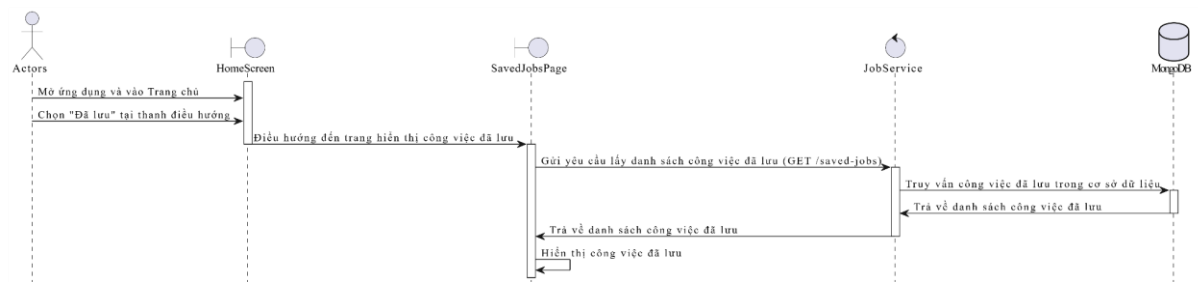 Actors
HomeScreen
SavedJobsPage
JobService
MongoDB
Mở ứng dụng và vào Trang chủ
Chọn "Đã lưu" tại thanh điều hướng
Điều hướng đến trang hiển thị công việc đã lưu
Gửi yêu cầu lấy danh sách công việc đã lưu (GET /saved-jobs)
Truy vấn công việc đã lưu trong cơ sở dữ liệu
Trả về danh sách công việc đã lưu
Trả về danh sách công việc đã lưu
Hiển thị công việc đã lưu